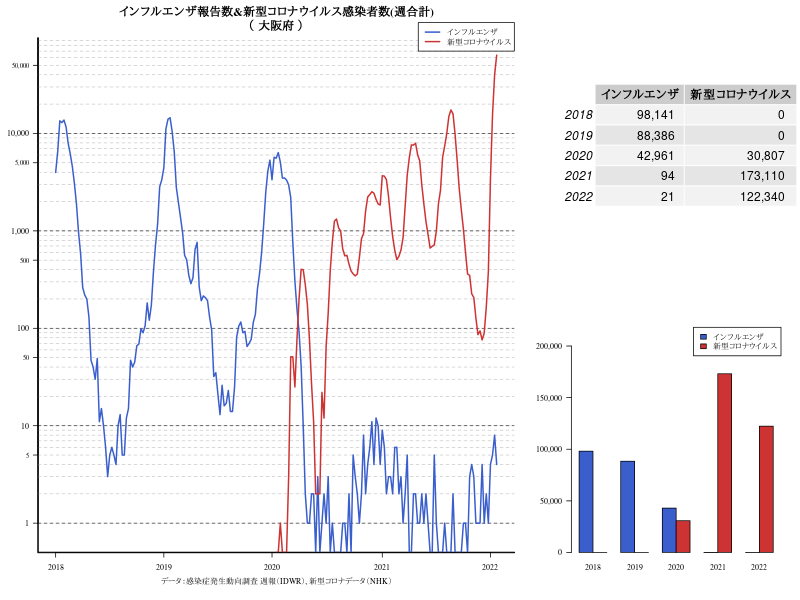 インフルエンザ報告数&新型コロナウイルス感染者数(週合計)
( 大阪府 )
インフルエンザ
新型コロナウイルス
50,000
10,000
5,000
1,000
500
100
50
10
5
1
2018 2019 2020 2021 2022
データ:感染症発生動向調査 週報(IDWR)、新型コロナデータ(NHK)
インフルエンザ 新型コロナウイルス
2018 98,141 0
2019 88,386 0
2020 42,961 30,807
2021 94 173,110
2022 21 122,340
インフルエンザ
新型コロナウイルス
200,000
150,000
100,000
50,000
0
2018 2019 2020 2021 2022